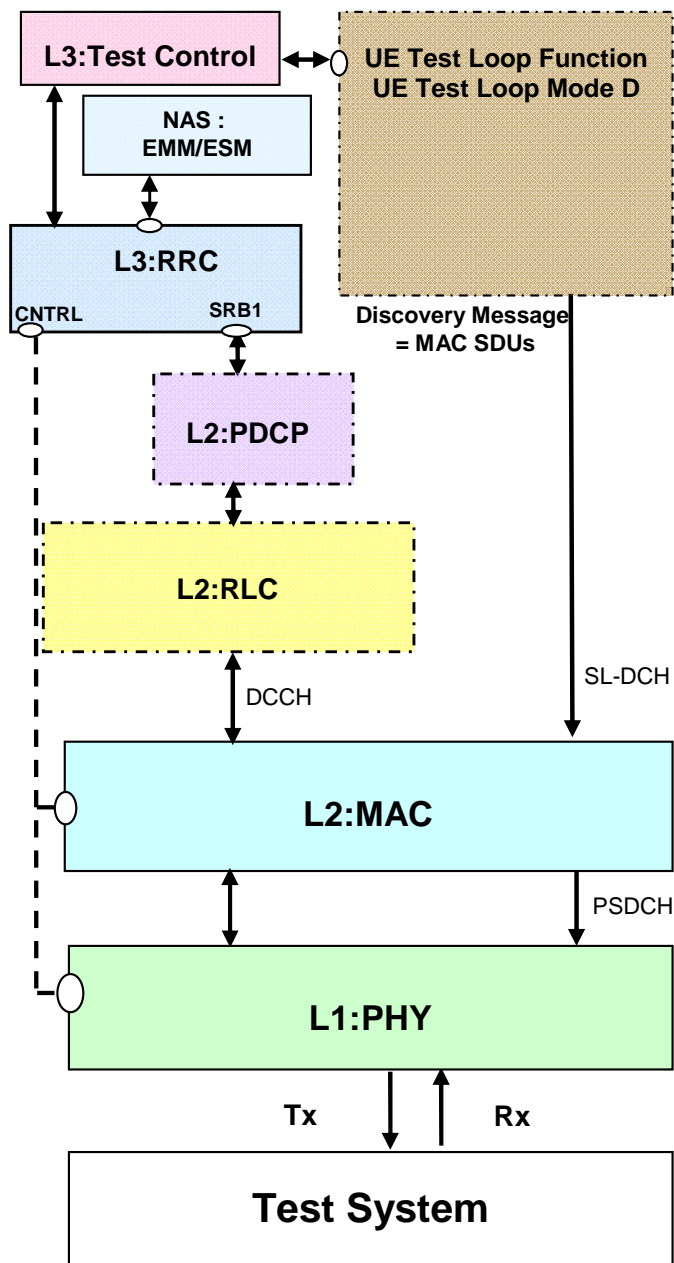 L3:Test Control
UE Test Loop Function
UE Test Loop Mode D
NAS :
EMM/ESM
L3:RRC
CNTRL
SRB1
Discovery Message
= MAC SDUs
L2:PDCP
L2:RLC
DCCH
SL-DCH
L2:MAC
PSDCH
L1:PHY
Tx
Rx
Test System